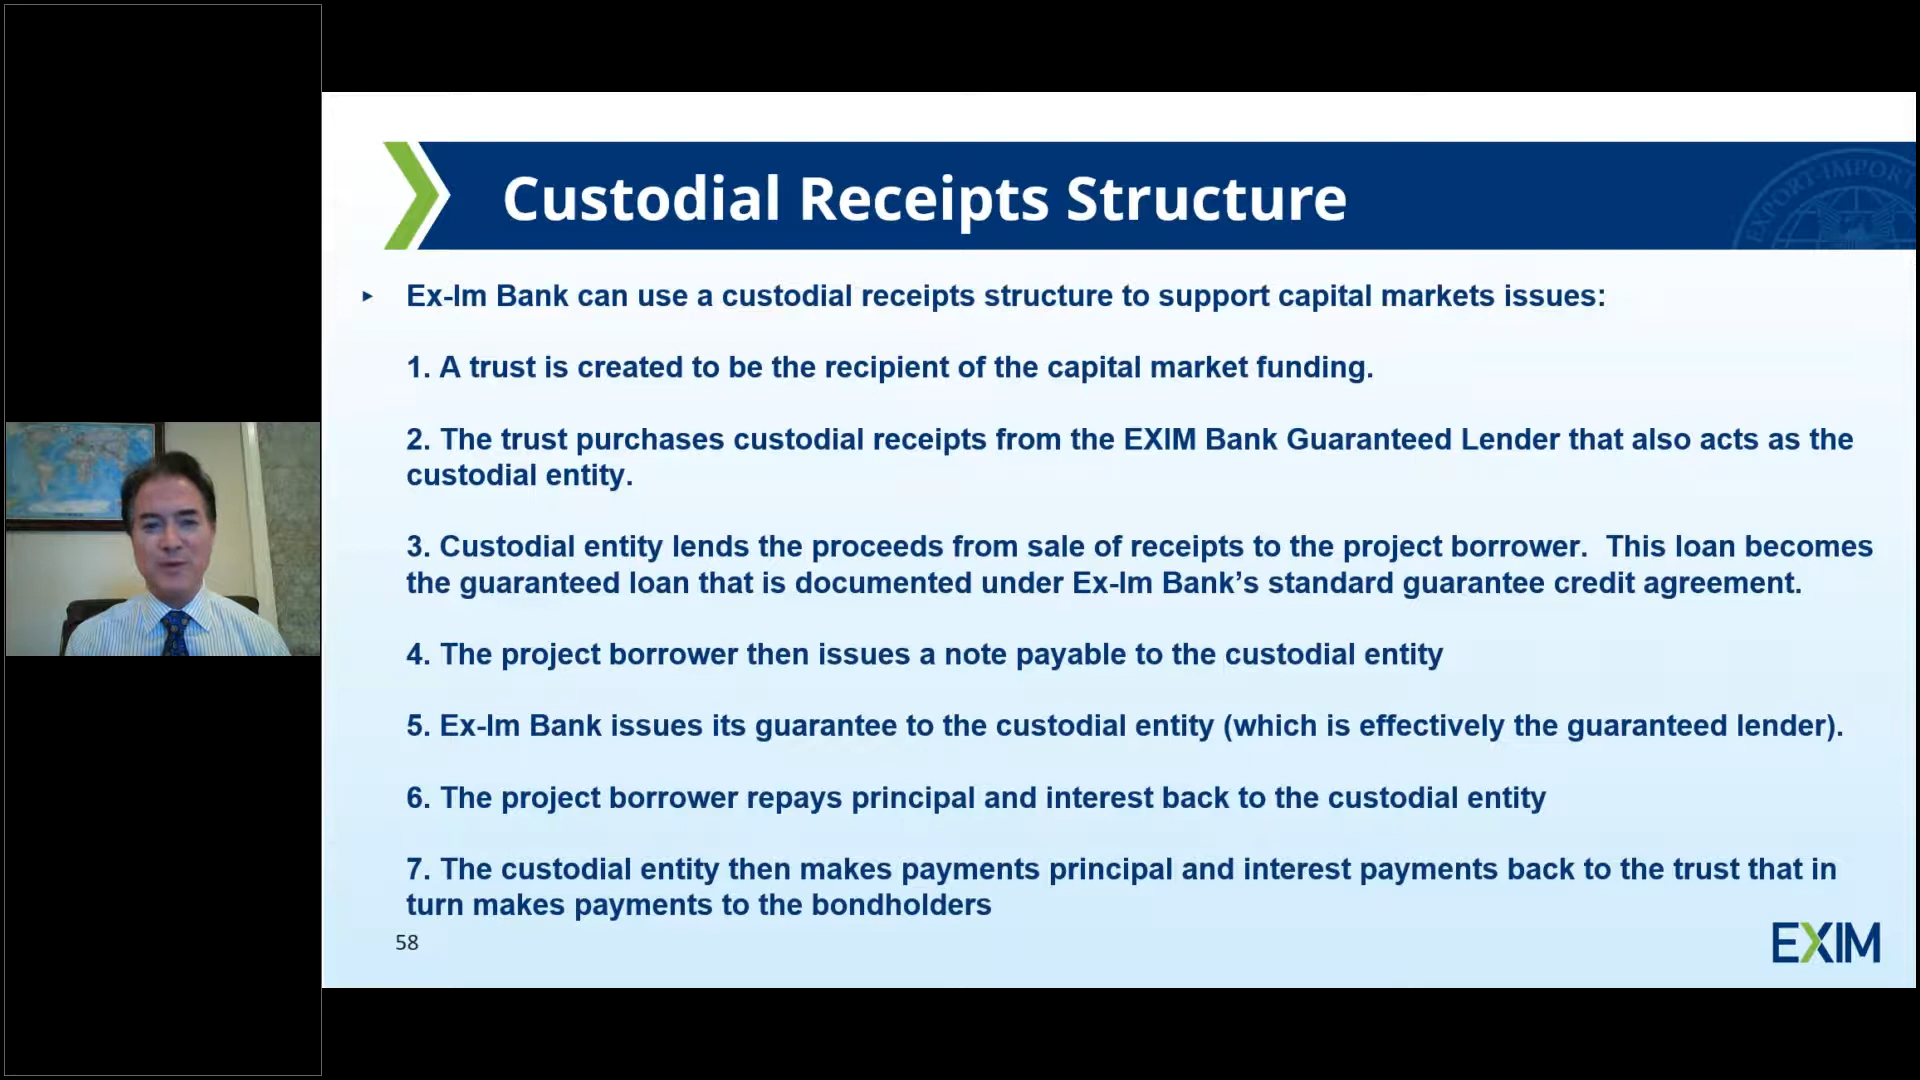 EXPORT-IMPORT
Custodial Receipts Structure
Ex-Im Bank can use a custodial receipts structure to support capital markets issues:
1. A trust is created to be the recipient of the capital market funding.
2. The trust purchases custodial receipts from the EXIM Bank Guaranteed Lender that also acts as the
custodial entity.
3. Custodial entity lends the proceeds from sale of receipts to the project borrower.  This loan becomes
the guaranteed loan that is documented under Ex-Im Bank’s standard guarantee credit agreement.
4. The project borrower then issues a note payable to the custodial entity
5. Ex-Im Bank issues its guarantee to the custodial entity (which is effectively the guaranteed lender).
6. The project borrower repays principal and interest back to the custodial entity
7. The custodial entity then makes payments principal and interest payments back to the trust that in
turn makes payments to the bondholders
58
EXIM